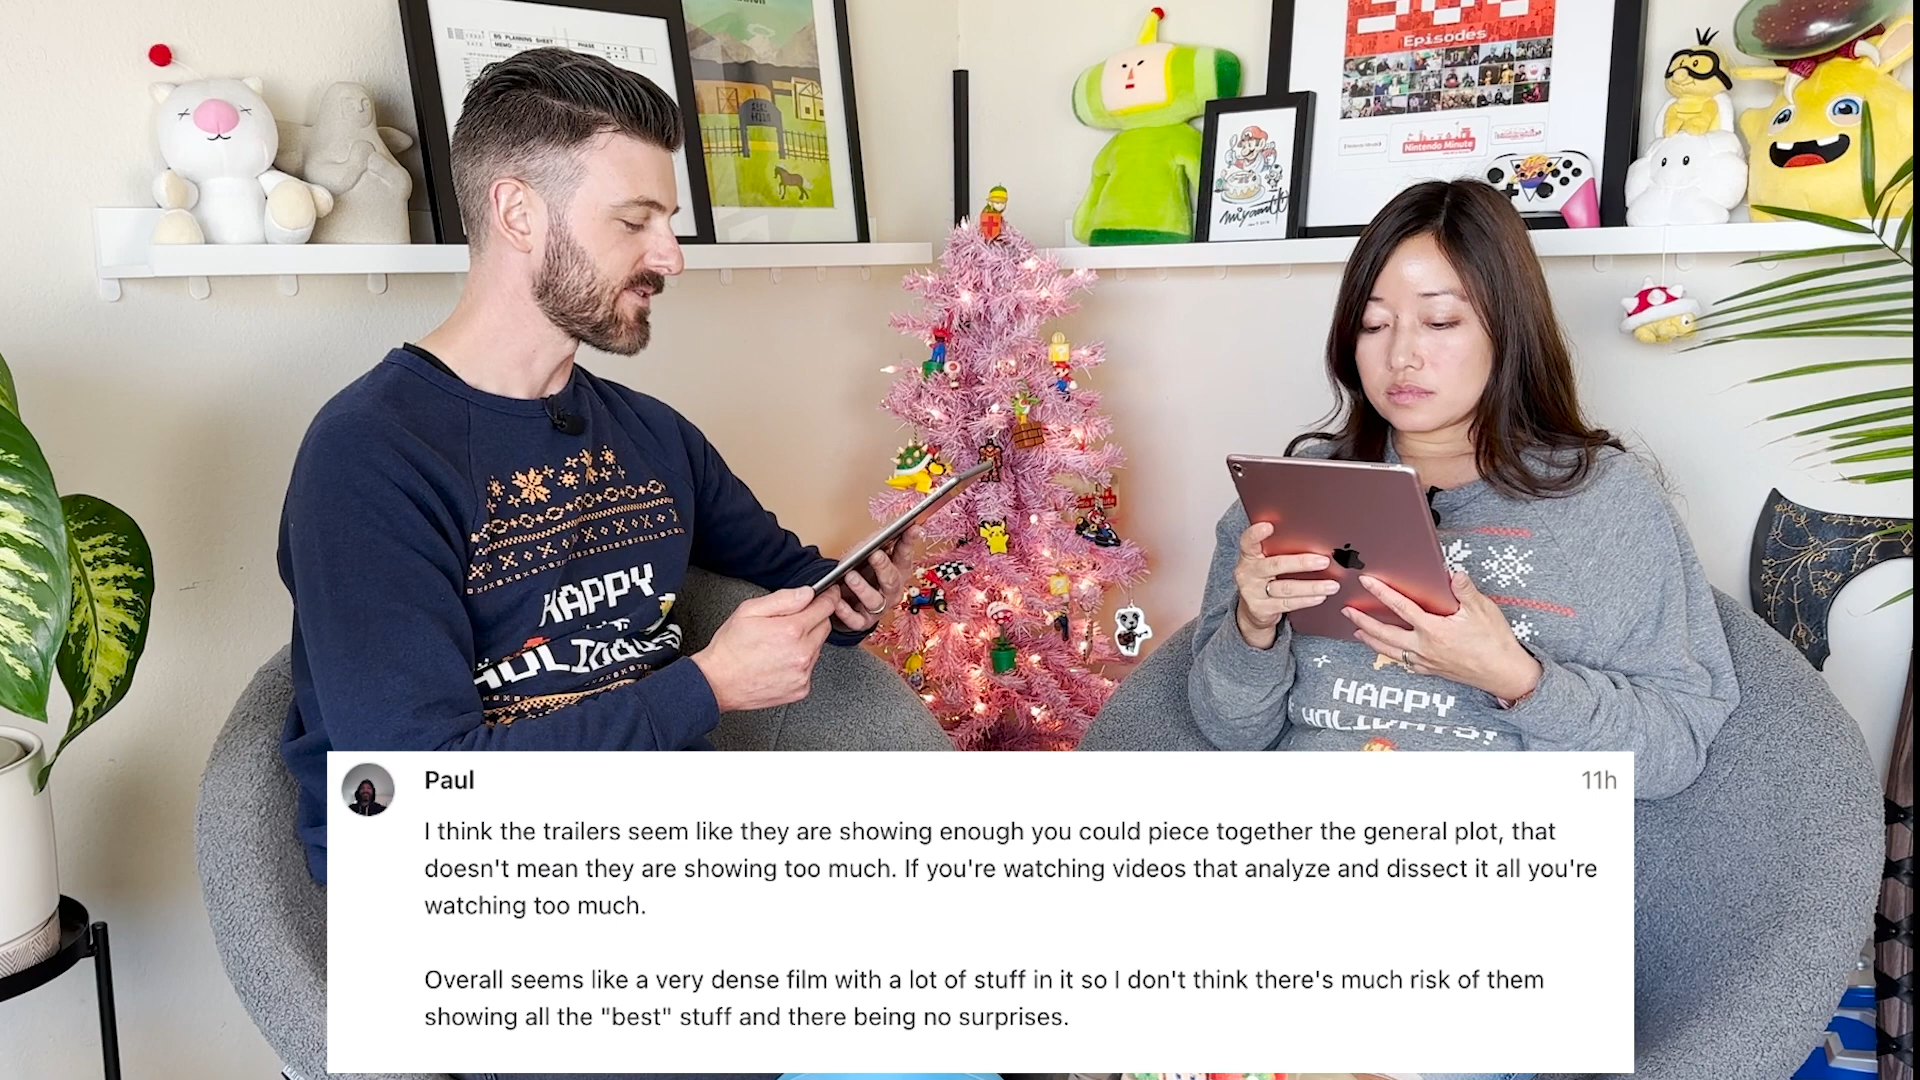 Episodes
Nintendo Minute
HAPPY
HOLIDAYS!
HAPPY
HOLIDAYS!
Paul
11h
I think the trailers seem like they are showing enough you could piece together the general plot, that
doesn't mean they are showing too much. If you're watching videos that analyze and dissect it all you're
watching too much.
Overall seems like a very dense film with a lot of stuff in it so I don't think there's much risk of them
showing all the "best" stuff and there being no surprises.